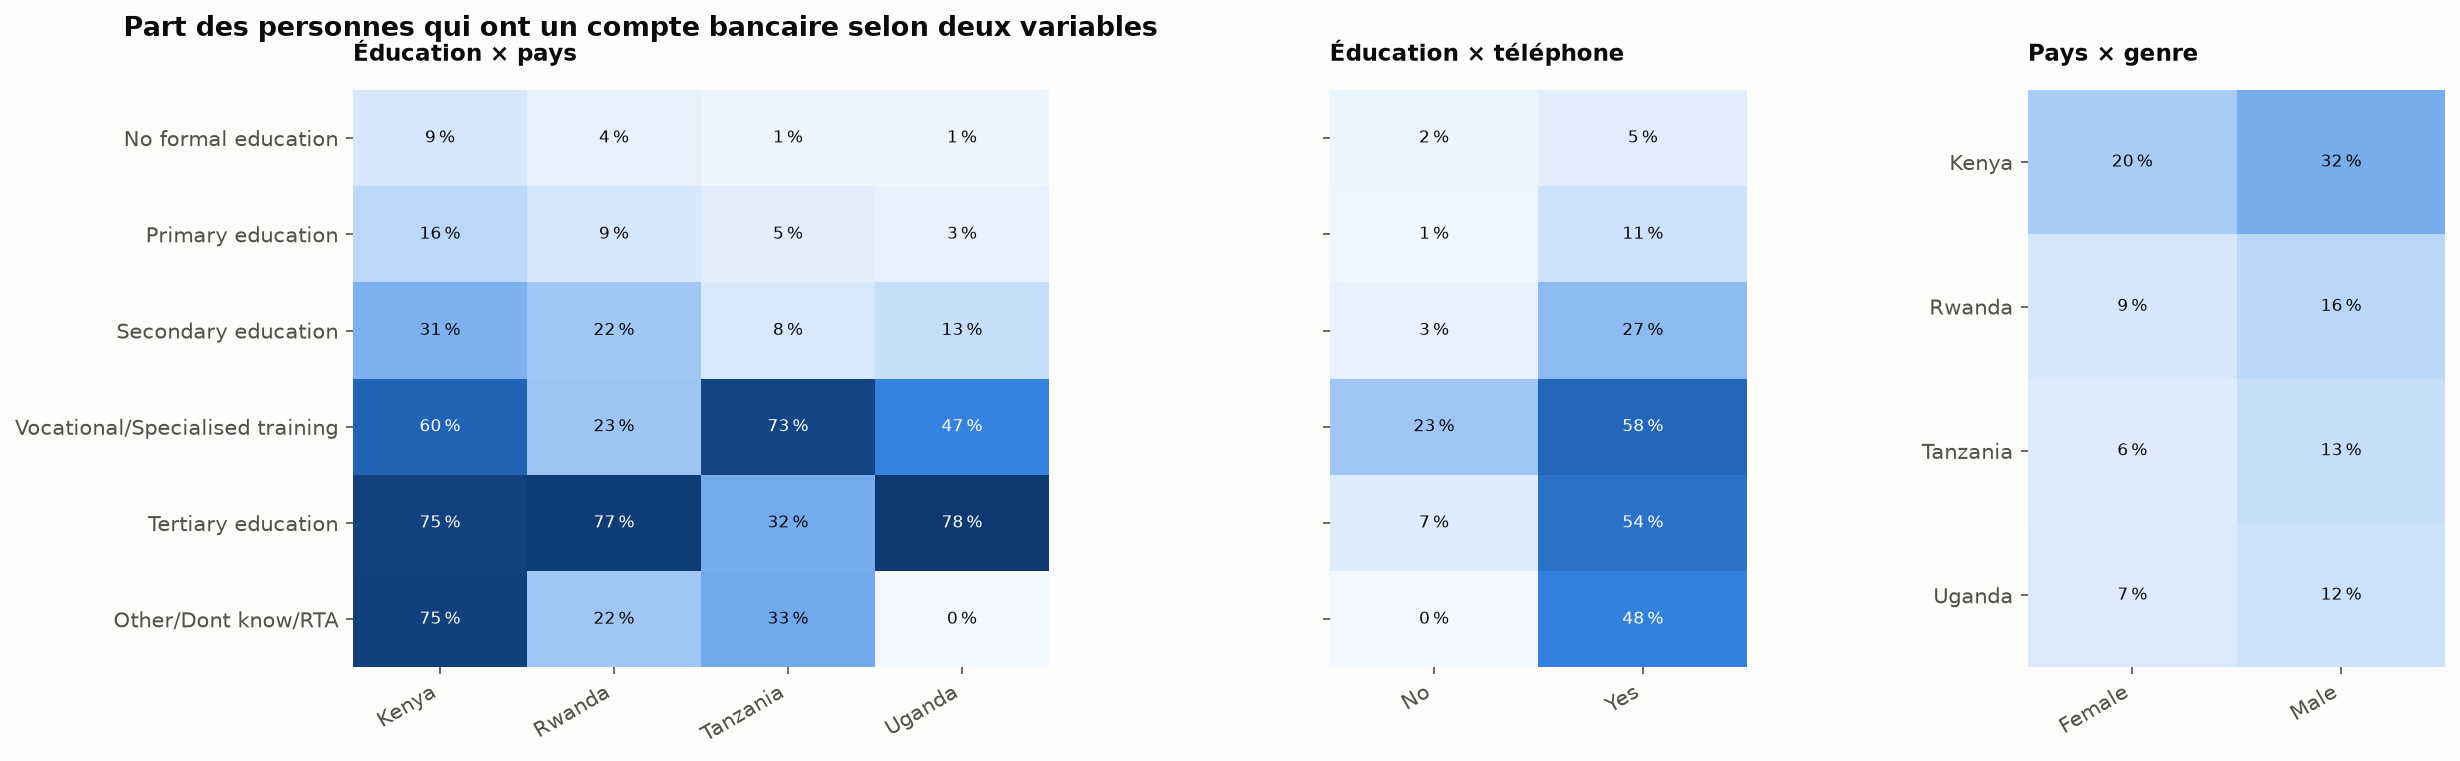 Part des personnes qui ont un compte bancaire selon deux variables
Éducation × pays
No formal education 9 % 4 % 1 % 1 %
Primary education 16 % 9 % 5 % 3 %
Secondary education 31 % 22 % 8 % 13 %
Vocational/Specialised training 60 % 23 % 73 % 47 %
Tertiary education 75 % 77 % 32 % 78 %
Other/Dont know/RTA 75 % 22 % 33 % 0 %
Kenya Rwanda Tanzania Uganda
Éducation × téléphone
2 % 5 %
1 % 11 %
3 % 27 %
23 % 58 %
7 % 54 %
0 % 48 %
No Yes
Pays × genre
Kenya 20 % 32 %
Rwanda 9 % 16 %
Tanzania 6 % 13 %
Uganda 7 % 12 %
Female Male